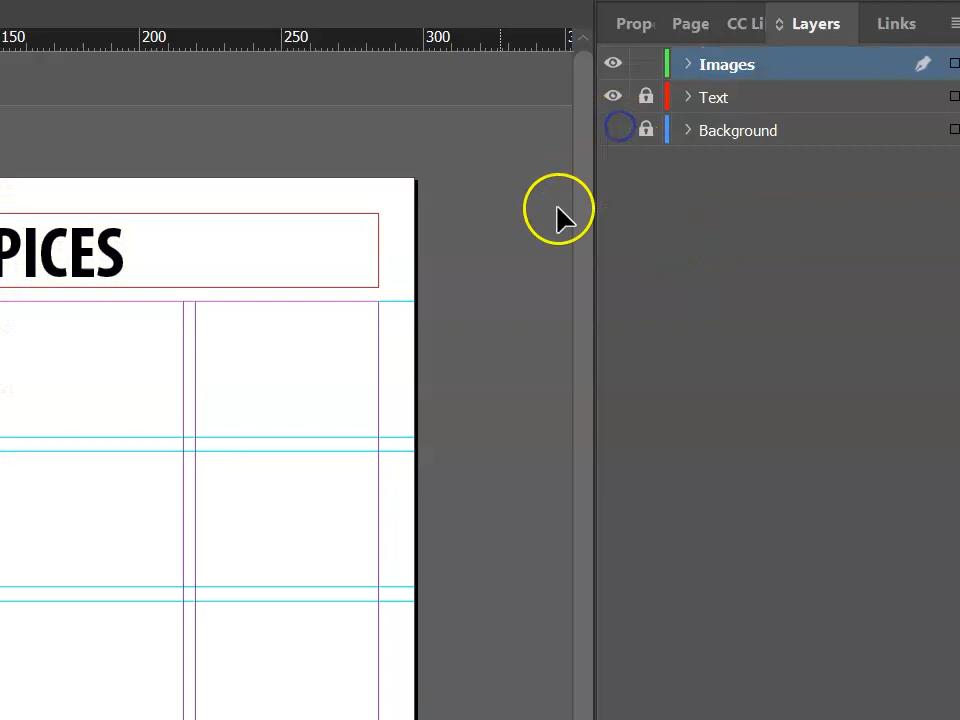 150 200 250 300
Prop Page CC Li Layers Links
Images
Text
Background
PICES